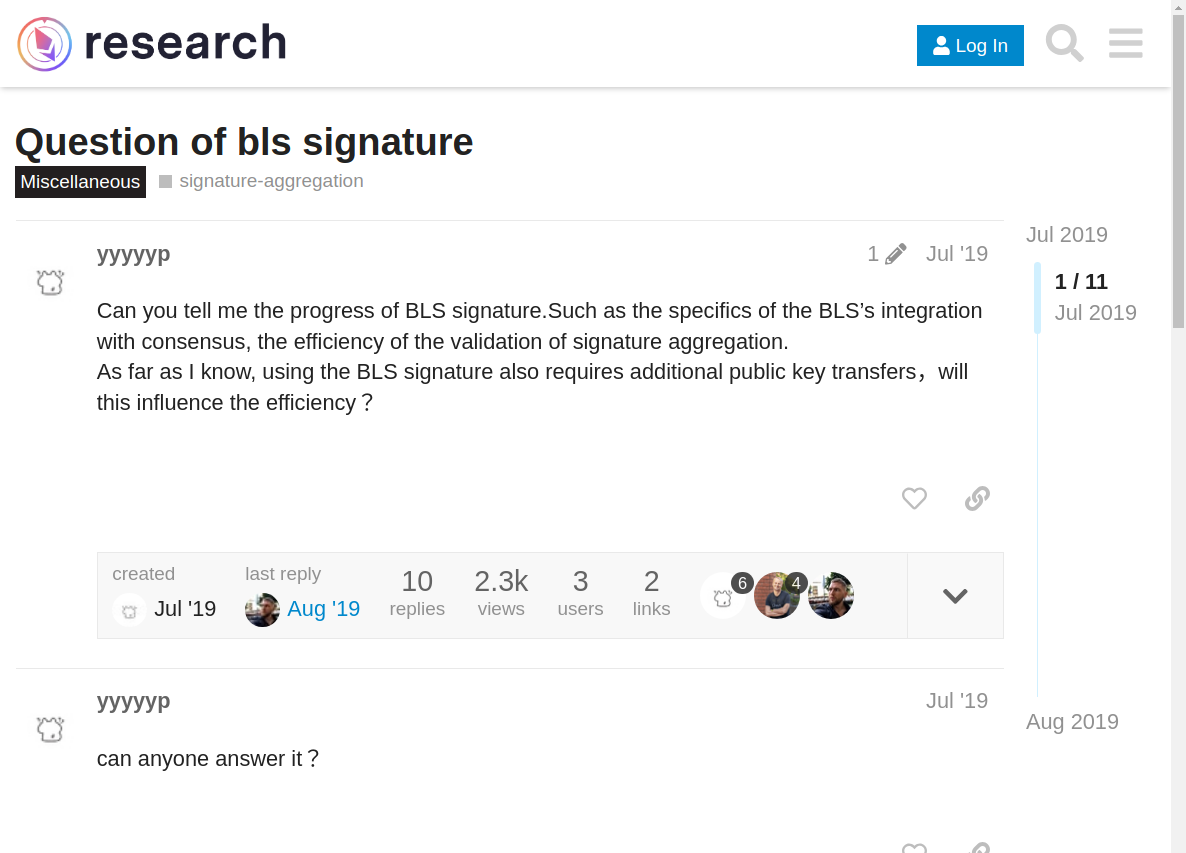 research
Log In
Question of bls signature
Miscellaneous signature-aggregation
yyyyyp 1 Jul '19
Can you tell me the progress of BLS signature.Such as the specifics of the BLS’s integration
with consensus, the efficiency of the validation of signature aggregation.
As far as I know, using the BLS signature also requires additional public key transfers，will
this influence the efficiency？
Jul 2019
1 / 11
Jul 2019
Aug 2019
created last reply 10 2.3k 3 2 6 4
Jul '19 Aug '19 replies views users links
yyyyyp Jul '19
can anyone answer it？